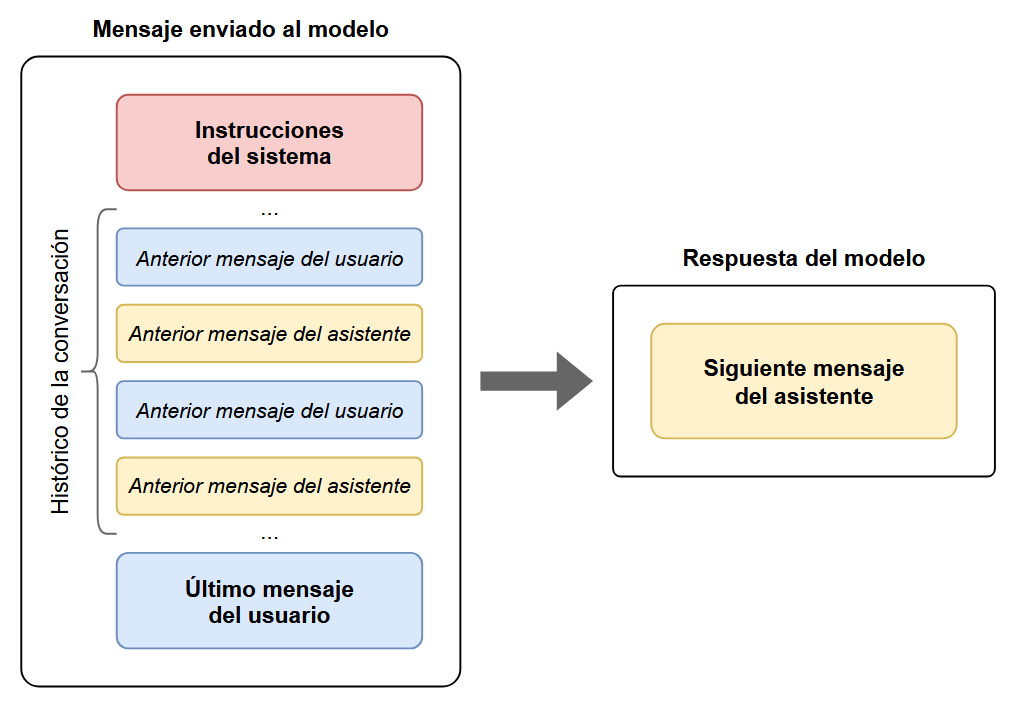 Mensaje enviado al modelo
Instrucciones
del sistema
...
Histórico de la conversación
Anterior mensaje del usuario
Anterior mensaje del asistente
Anterior mensaje del usuario
Anterior mensaje del asistente
...
Último mensaje
del usuario
Respuesta del modelo
Siguiente mensaje
del asistente